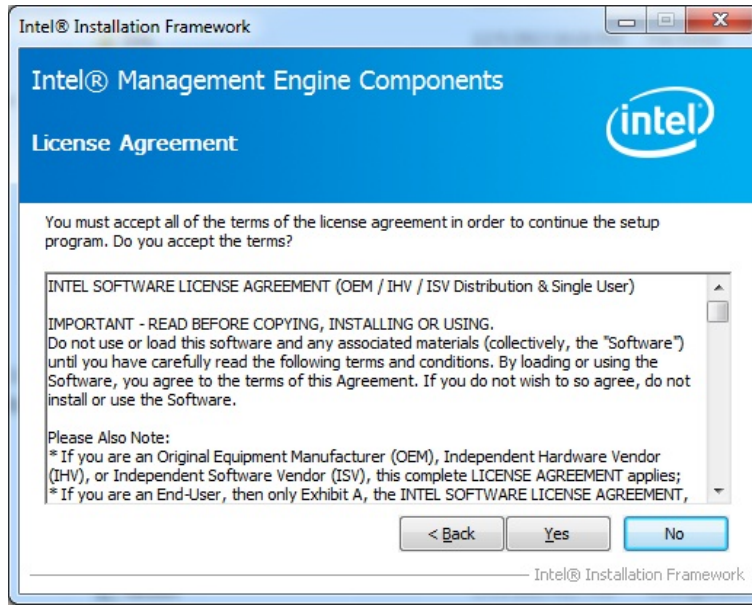 Intel® Installation Framework
Intel® Management Engine Components
License Agreement
intel
You must accept all of the terms of the license agreement in order to continue the setup
program. Do you accept the terms?
INTEL SOFTWARE LICENSE AGREEMENT (OEM / IHV / ISV Distribution & Single User)
IMPORTANT - READ BEFORE COPYING, INSTALLING OR USING.
Do not use or load this software and any associated materials (collectively, the "Software")
until you have carefully read the following terms and conditions. By loading or using the
Software, you agree to the terms of this Agreement. If you do not wish to so agree, do not
install or use the Software.
Please Also Note:
* If you are an Original Equipment Manufacturer (OEM), Independent Hardware Vendor
(IHV), or Independent Software Vendor (ISV), this complete LICENSE AGREEMENT applies;
* If you are an End-User, then only Exhibit A, the INTEL SOFTWARE LICENSE AGREEMENT,
< Back
Yes
No
Intel® Installation Framework